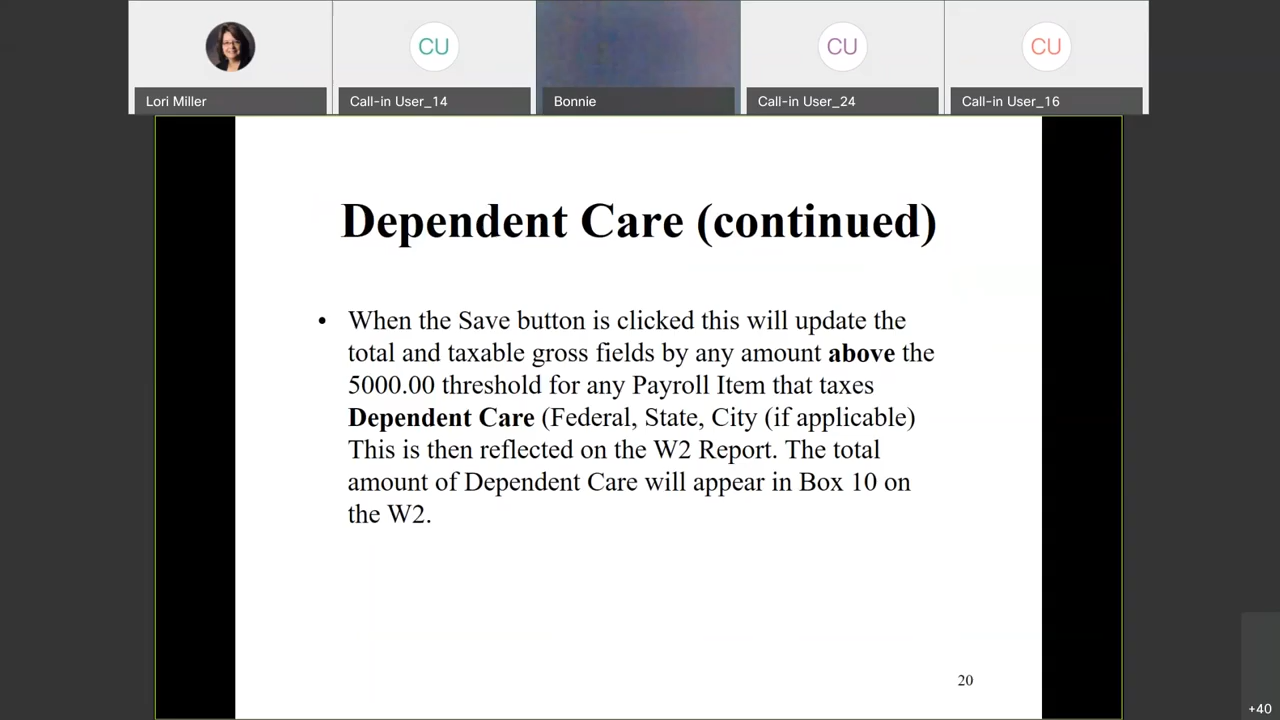 CU
CU
CU
Lori Miller
Call-in User_14
Bonnie
Call-in User_24
Call-in User_16
Dependent Care (continued)
• When the Save button is clicked this will update the
total and taxable gross fields by any amount above the
5000.00 threshold for any Payroll Item that taxes
Dependent Care (Federal, State, City (if applicable)
This is then reflected on the W2 Report. The total
amount of Dependent Care will appear in Box 10 on
the W2.
20
+40